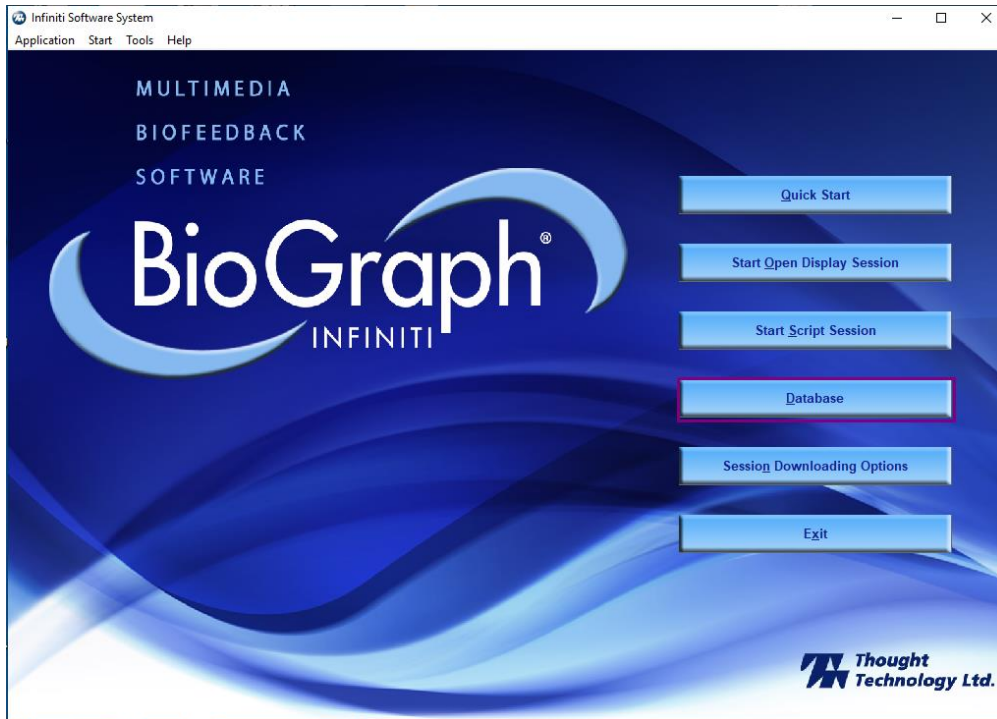 Infiniti Software System
Application Start Tools Help
MULTIMEDIA
BIOFEEDBACK
SOFTWARE
BioGraph®
INFINITI
Quick Start
Start Open Display Session
Start Script Session
Database
Session Downloading Options
Exit
Thought
Technology Ltd.